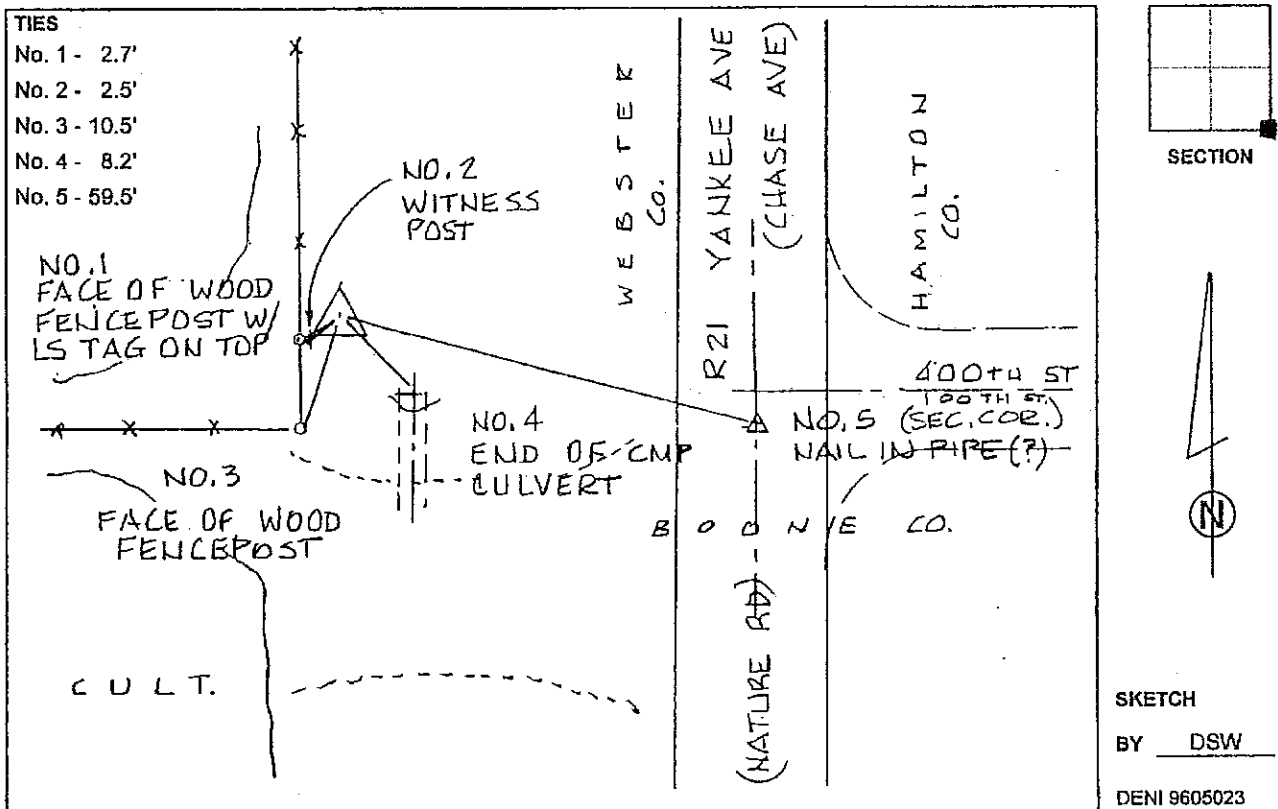 TIES
No. 1 - 2.7'
No. 2 - 2.5'
No. 3 - 10.5'
No. 4 - 8.2'
No. 5 - 59.5'
NO. 1
FACE OF WOOD
FENCEPOST W/
LS TAG ON TOP
NO. 2
WITNESS
POST
WEBSTER
CO.
R21 YANKEE AVE
(CHASE AVE)
HAMILTON
CO.
400TH ST
100TH ST.
NO. 3
FACE OF WOOD
FENCEPOST
NO. 4
END OF CMP
CULVERT
NO. 5 (SEC. COR.)
NAIL IN PIPE (?)
BOONE CO.
(NATURE RD)
CULT.
SECTION
N
SKETCH
BY DSW
DENI 9605023